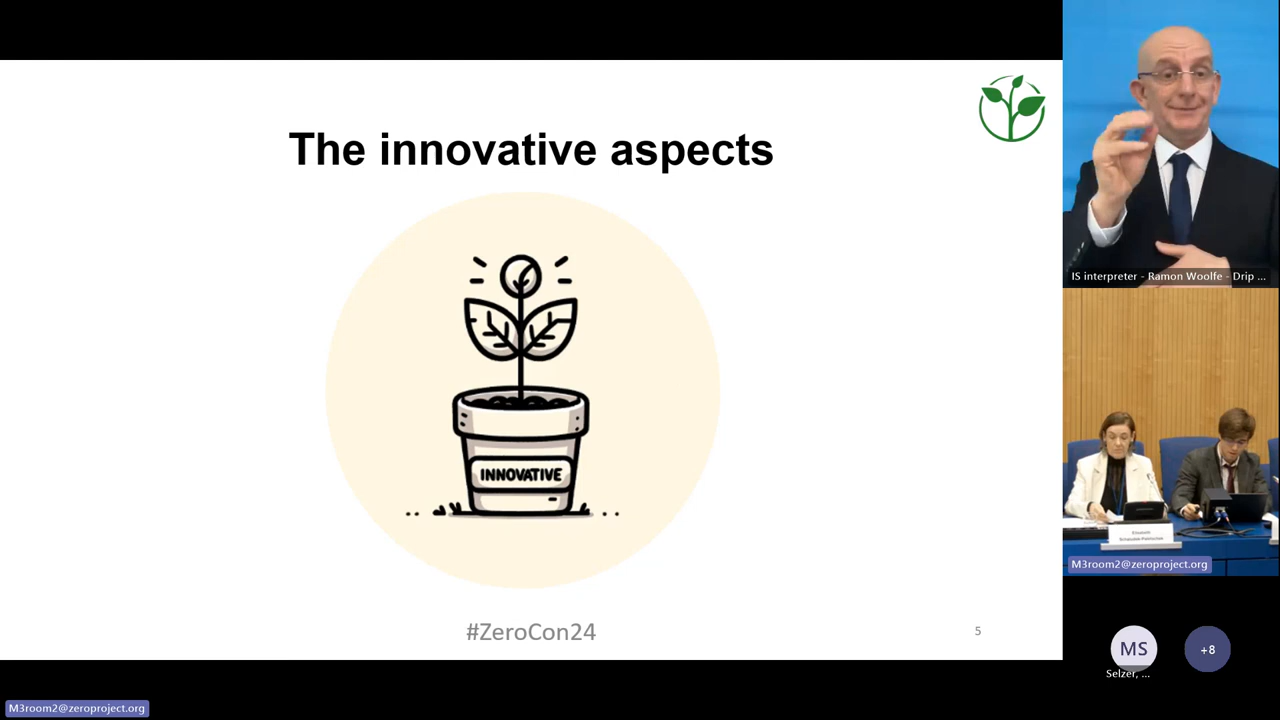 The innovative aspects
INNOVATIVE
#ZeroCon24
5
IS interpreter - Ramon Woolfe - Drip ...
Elisabeth
M3room2@zeroproject.org
MS
+8
Selzer, ...
M3room2@zeroproject.org